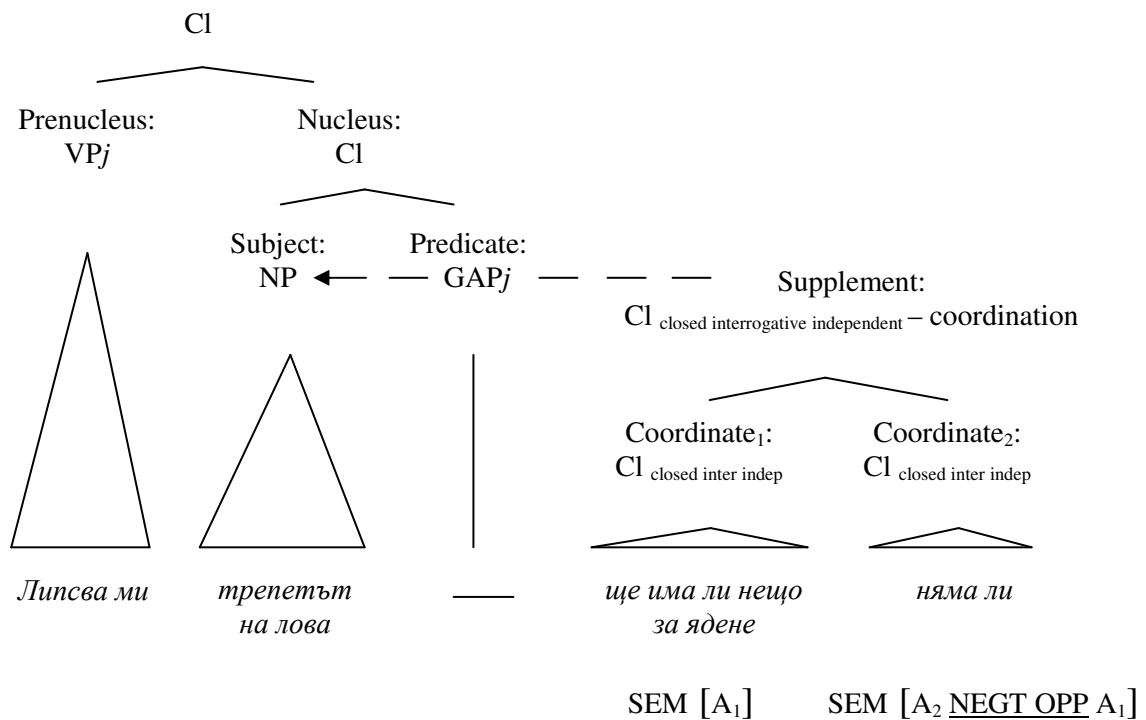 Cl
Prenucleus: Nucleus:
VPj Cl
Subject: Predicate:
NP GAPj Supplement:
Cl closed interrogative independent – coordination
Coordinate1: Coordinate2:
Cl closed inter indep Cl closed inter indep
Липсва ми трепетът ще има ли нещо няма ли
на лова за ядене
SEM [A1] SEM [A2 NEGT OPP A1]